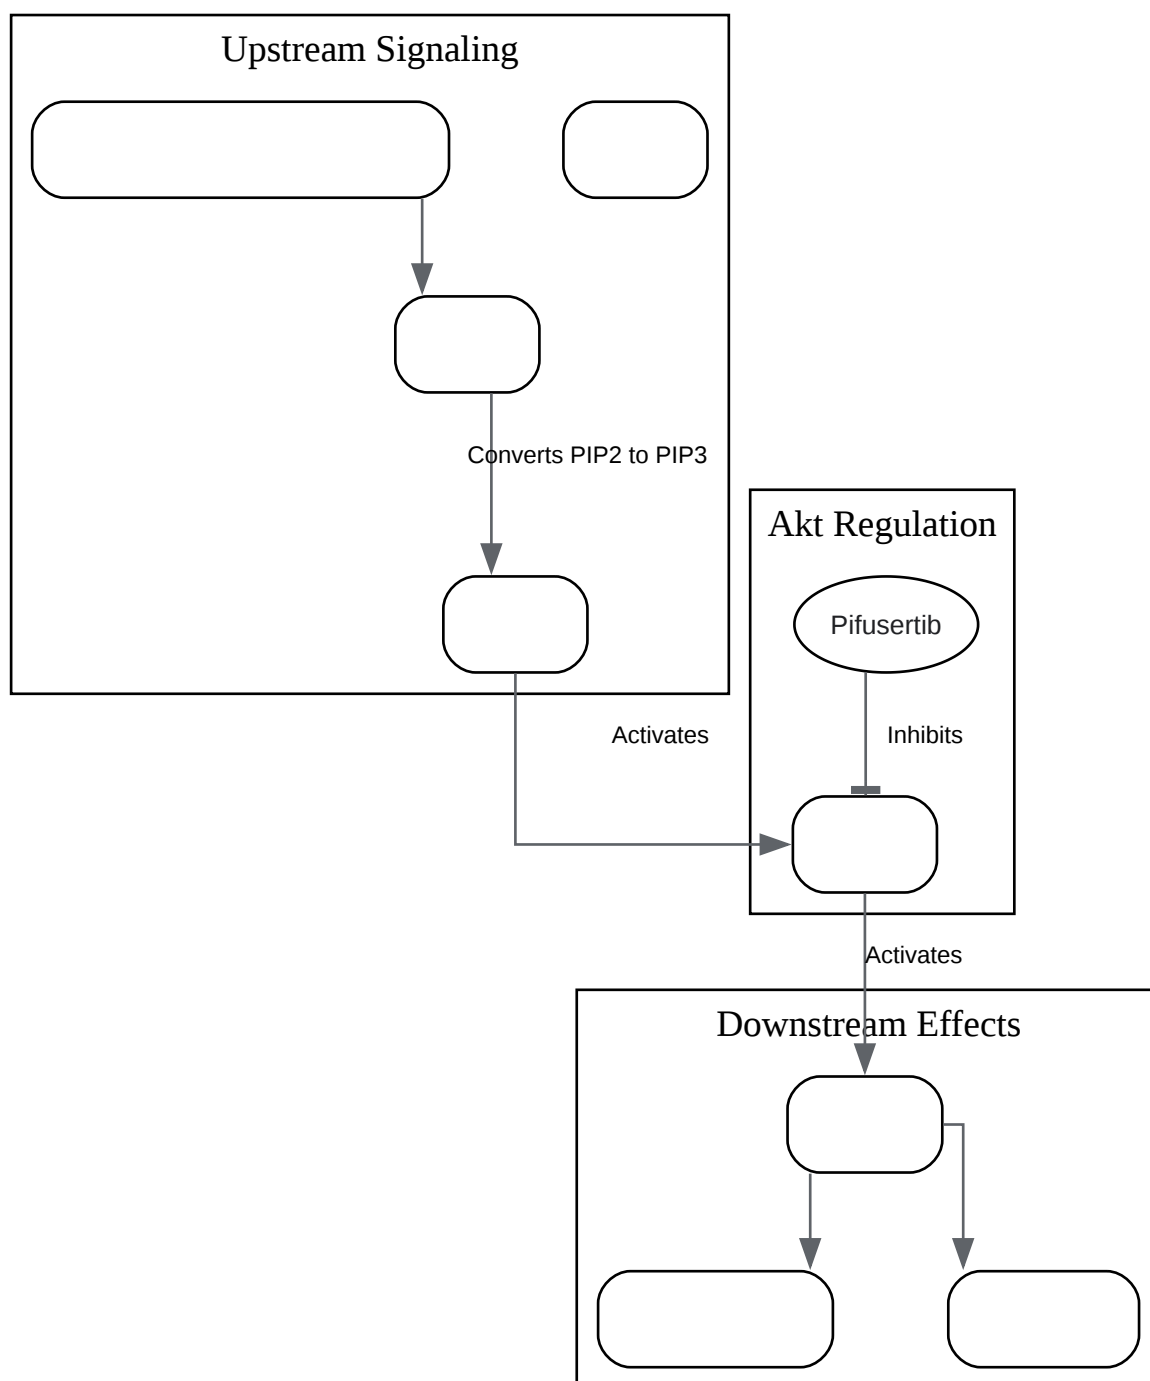 Upstream Signaling
Converts PIP2 to PIP3
Akt Regulation
Pifusertib
Activates
Inhibits
Activates
Downstream Effects